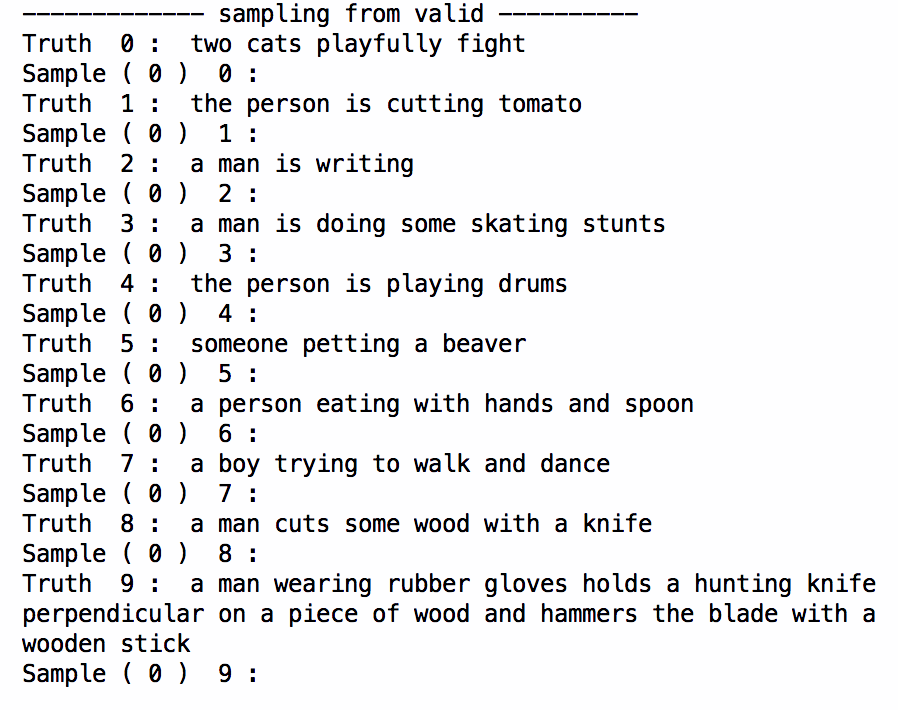 ------------- sampling from valid ----------
Truth  0 :  two cats playfully fight
Sample ( 0 )  0 :
Truth  1 :  the person is cutting tomato
Sample ( 0 )  1 :
Truth  2 :  a man is writing
Sample ( 0 )  2 :
Truth  3 :  a man is doing some skating stunts
Sample ( 0 )  3 :
Truth  4 :  the person is playing drums
Sample ( 0 )  4 :
Truth  5 :  someone petting a beaver
Sample ( 0 )  5 :
Truth  6 :  a person eating with hands and spoon
Sample ( 0 )  6 :
Truth  7 :  a boy trying to walk and dance
Sample ( 0 )  7 :
Truth  8 :  a man cuts some wood with a knife
Sample ( 0 )  8 :
Truth  9 :  a man wearing rubber gloves holds a hunting knife
perpendicular on a piece of wood and hammers the blade with a
wooden stick
Sample ( 0 )  9 :